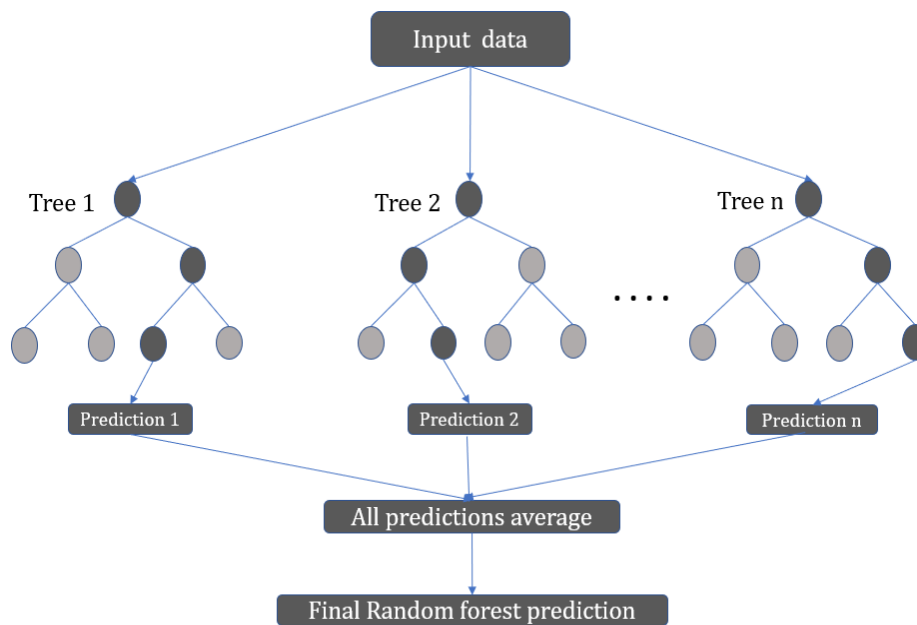 Input data
Tree 1
Tree 2
Tree n
. . . .
Prediction 1
Prediction 2
Prediction n
All predictions average
Final Random forest prediction